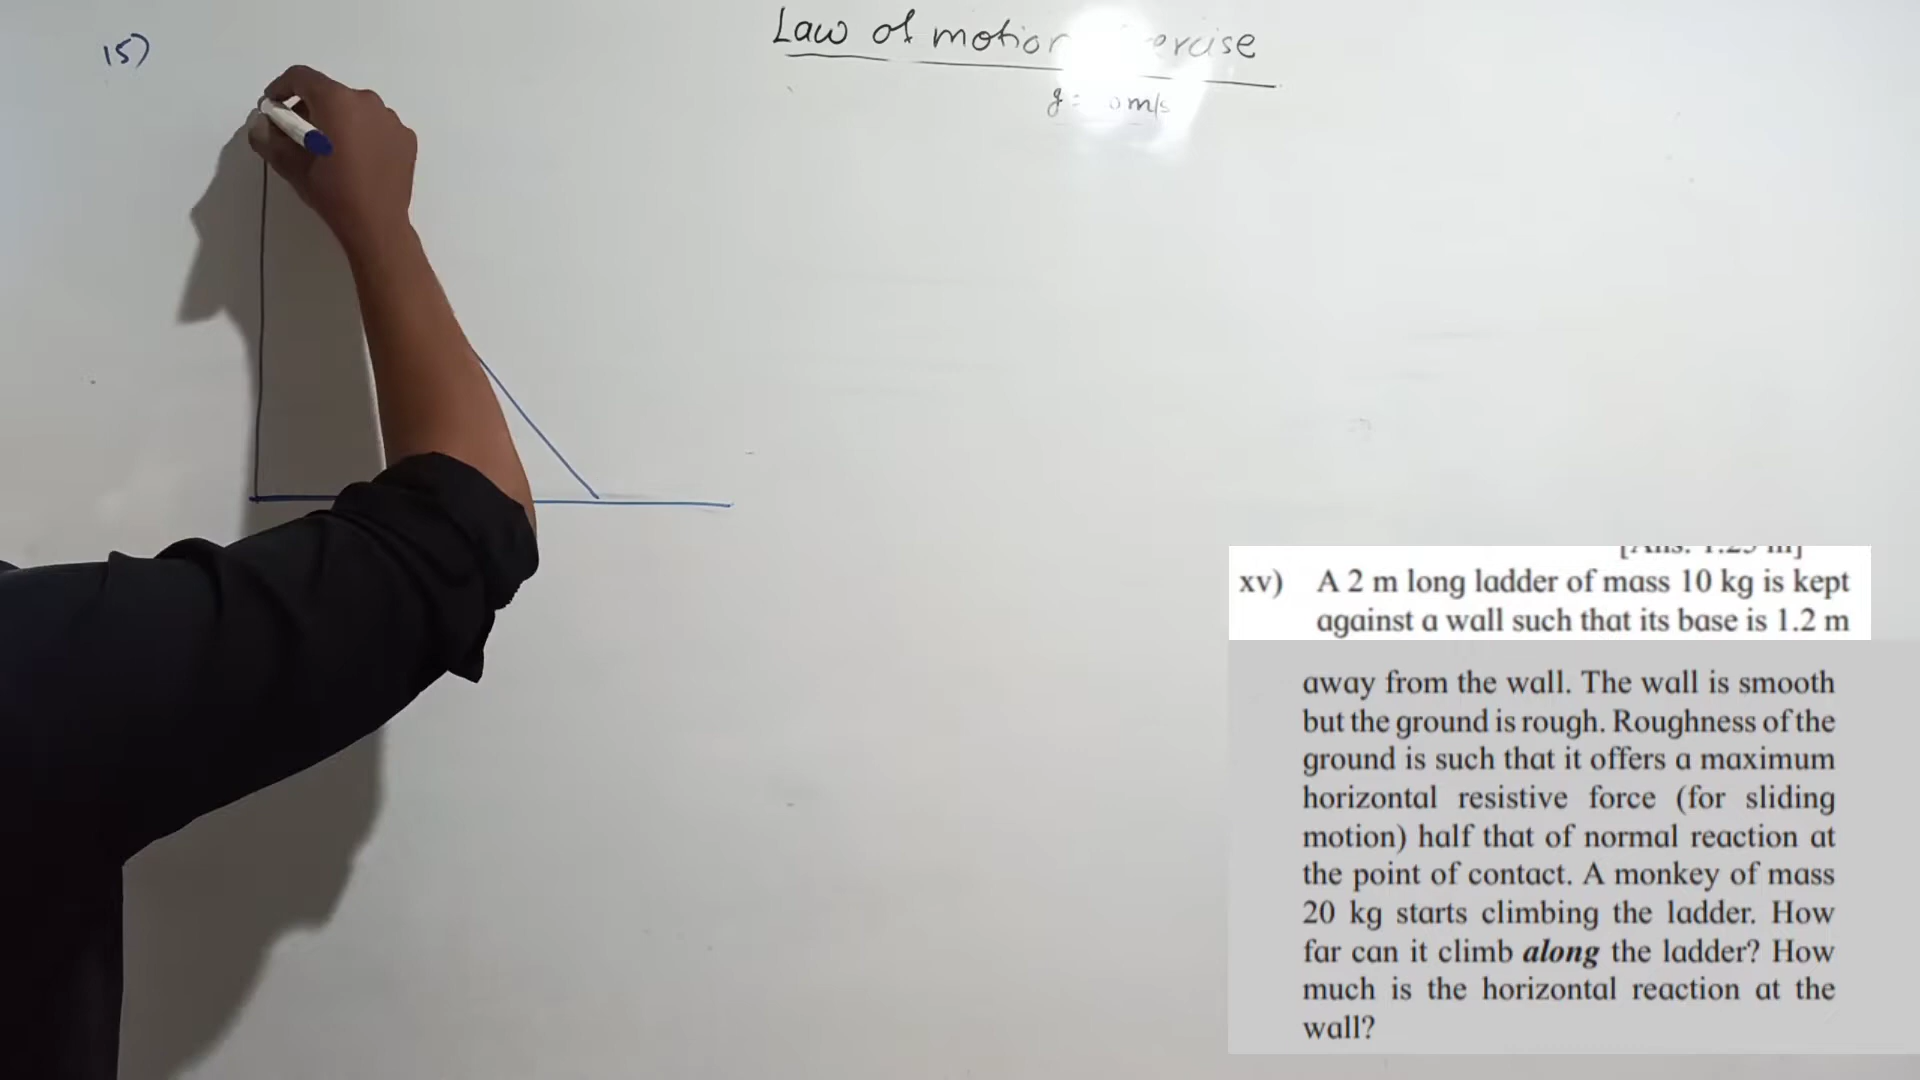 15)
Law of motion ercise
g = 0 m/s
xv) A 2 m long ladder of mass 10 kg is kept
against a wall such that its base is 1.2 m
away from the wall. The wall is smooth
but the ground is rough. Roughness of the
ground is such that it offers a maximum
horizontal resistive force (for sliding
motion) half that of normal reaction at
the point of contact. A monkey of mass
20 kg starts climbing the ladder. How
far can it climb along the ladder? How
much is the horizontal reaction at the
wall?